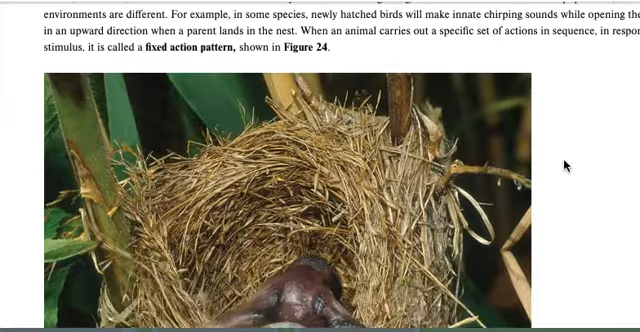 environments are different. For example, in some species, newly hatched birds will make innate chirping sounds while opening
in an upward direction when a parent lands in the nest. When an animal carries out a specific set of actions in sequence, in
stimulus, it is called a fixed action pattern, shown in Figure 24.